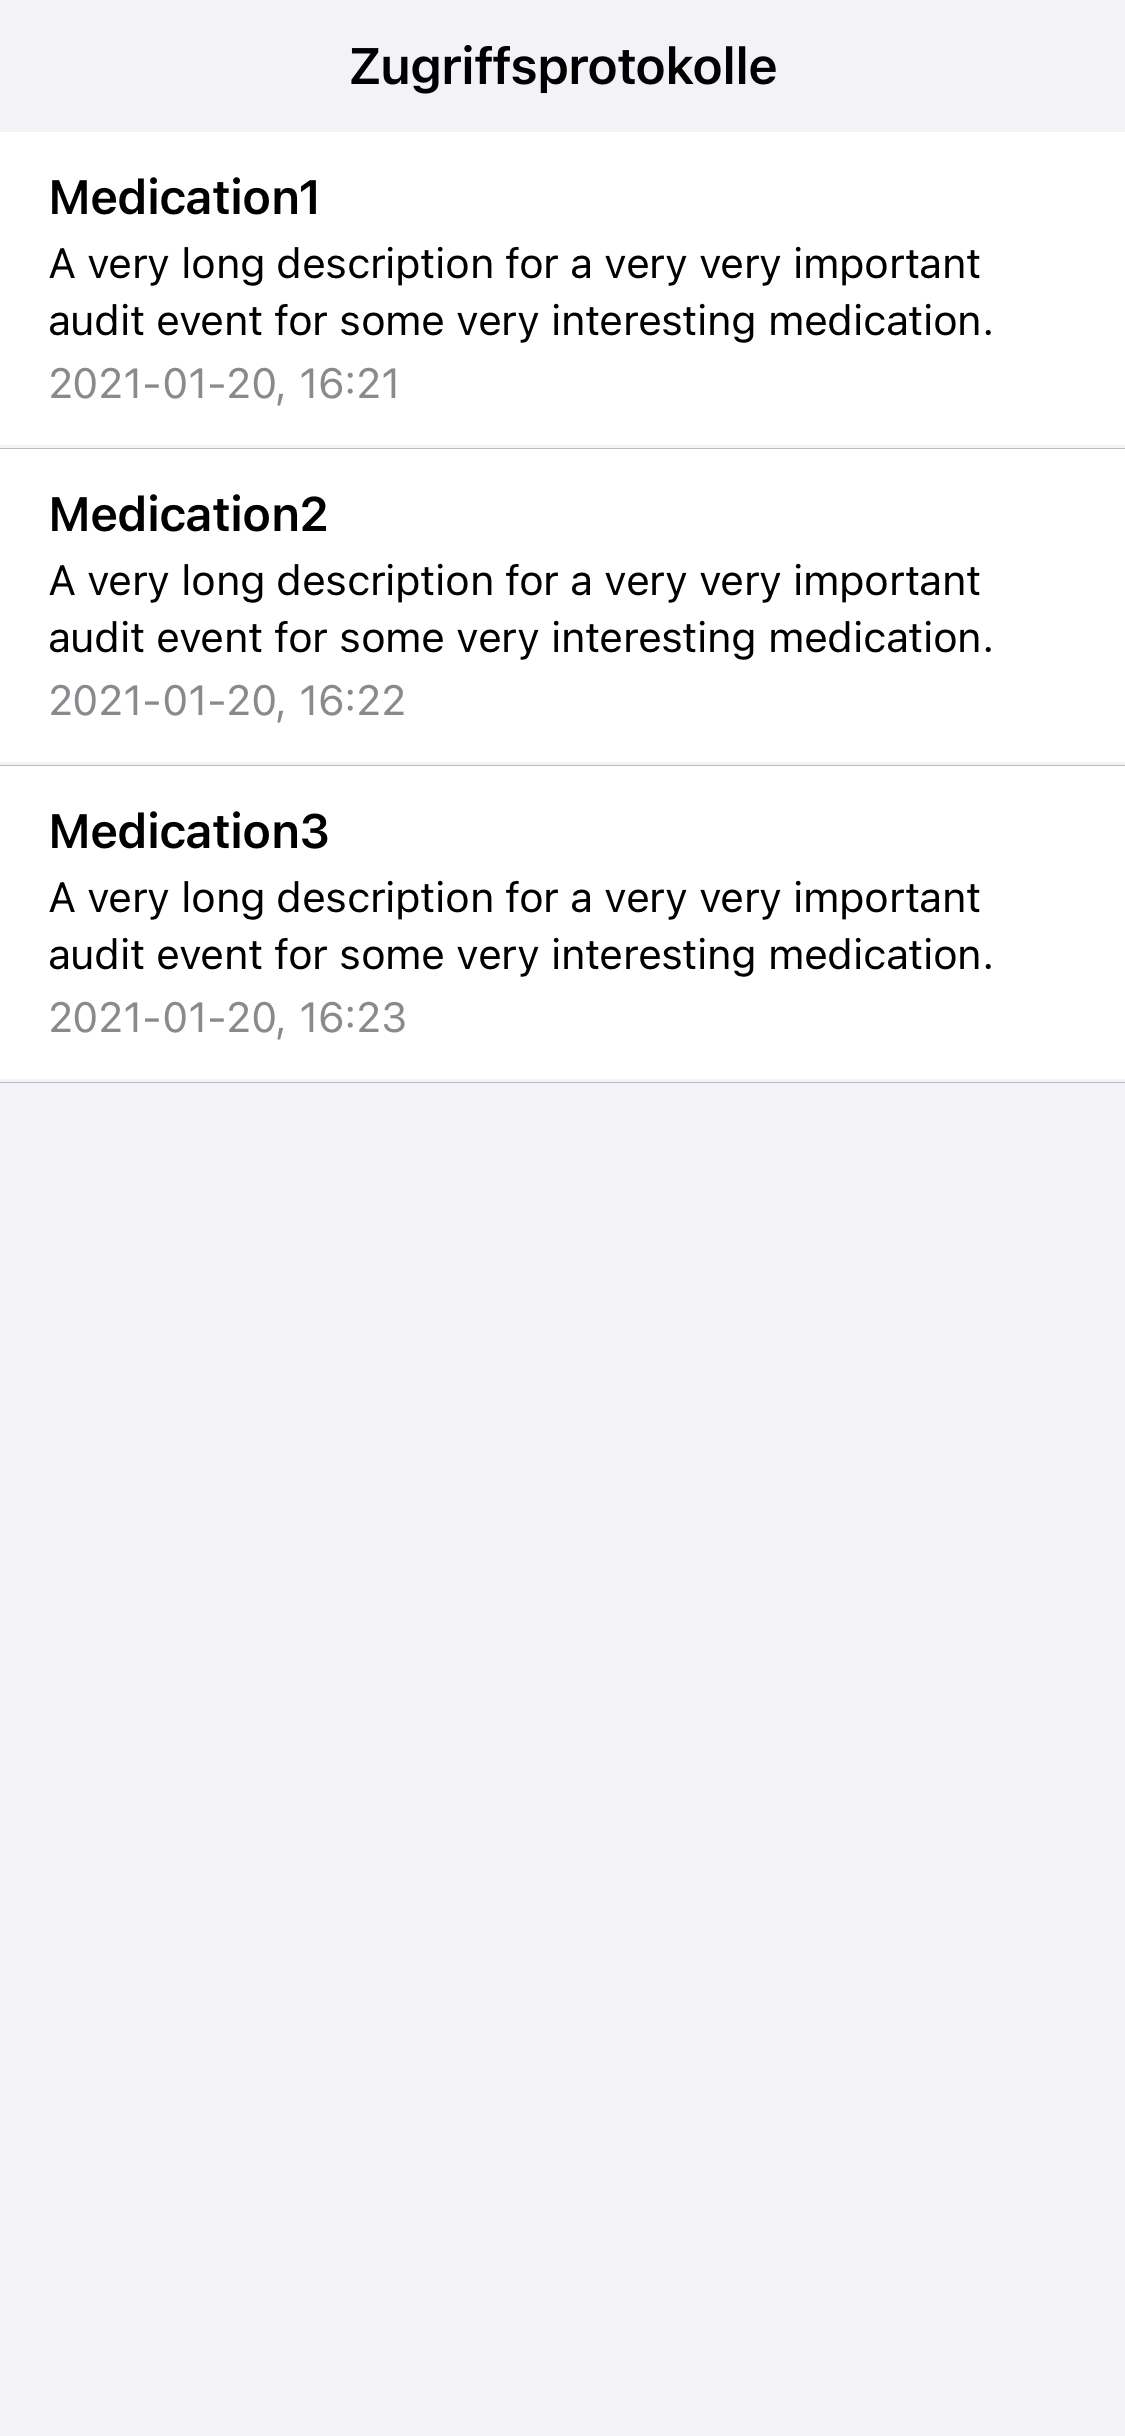 Zugriffsprotokolle
Medication1
A very long description for a very very important
audit event for some very interesting medication.
2021-01-20, 16:21
Medication2
A very long description for a very very important
audit event for some very interesting medication.
2021-01-20, 16:22
Medication3
A very long description for a very very important
audit event for some very interesting medication.
2021-01-20, 16:23